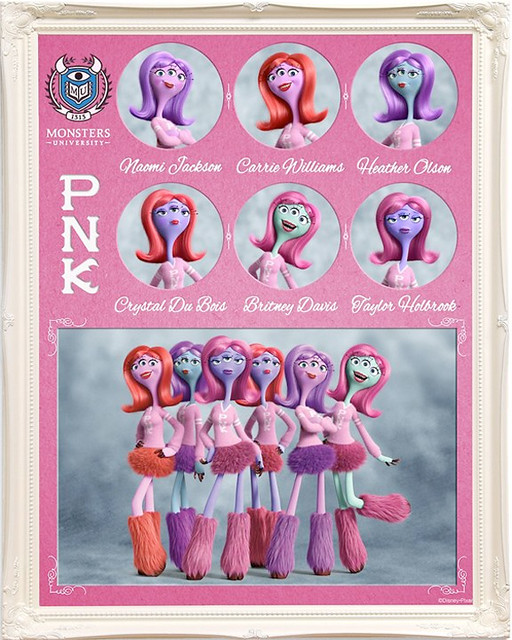 MU
1313
MONSTERS
UNIVERSITY
Naomi Jackson
Carrie Williams
Heather Olson
PNK
Crystal Du Bois
Britney Davis
Taylor Holbrook
©Disney•Pixar